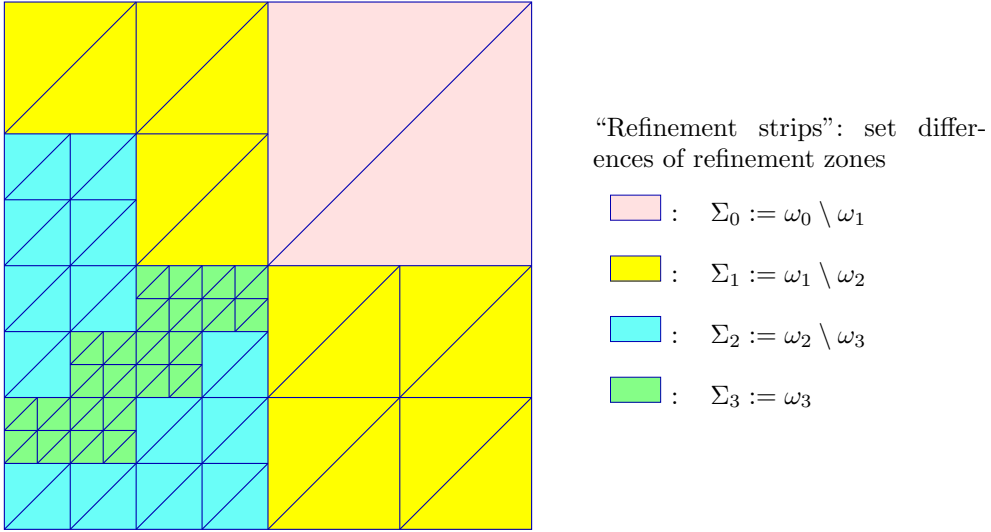 “Refinement strips”: set differ-
ences of refinement zones
: Σ₀ := ω₀ \ ω₁
: Σ₁ := ω₁ \ ω₂
: Σ₂ := ω₂ \ ω₃
: Σ₃ := ω₃